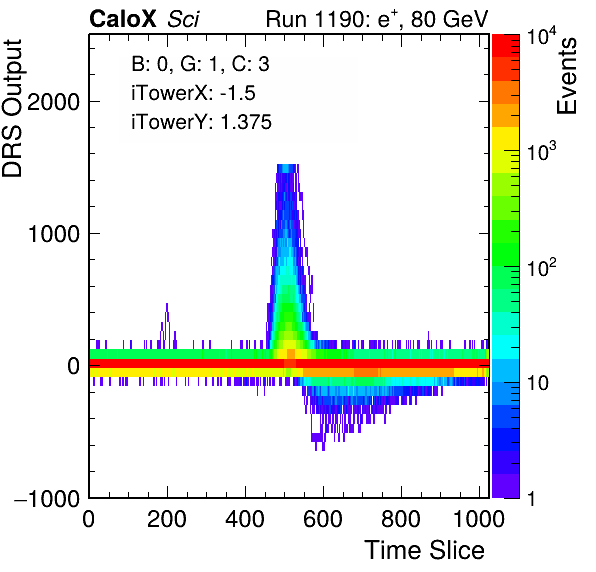 CaloX Sci Run 1190: e+, 80 GeV
B: 0, G: 1, C: 3
iTowerX: -1.5
iTowerY: 1.375
DRS Output
2000
1000
0
−1000
0 200 400 600 800 1000
Time Slice
Events
10^4
10^3
10^2
10
1